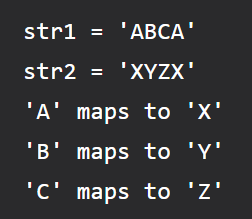 str1 = 'ABCA'
str2 = 'XYZX'
'A' maps to 'X'
'B' maps to 'Y'
'C' maps to 'Z'